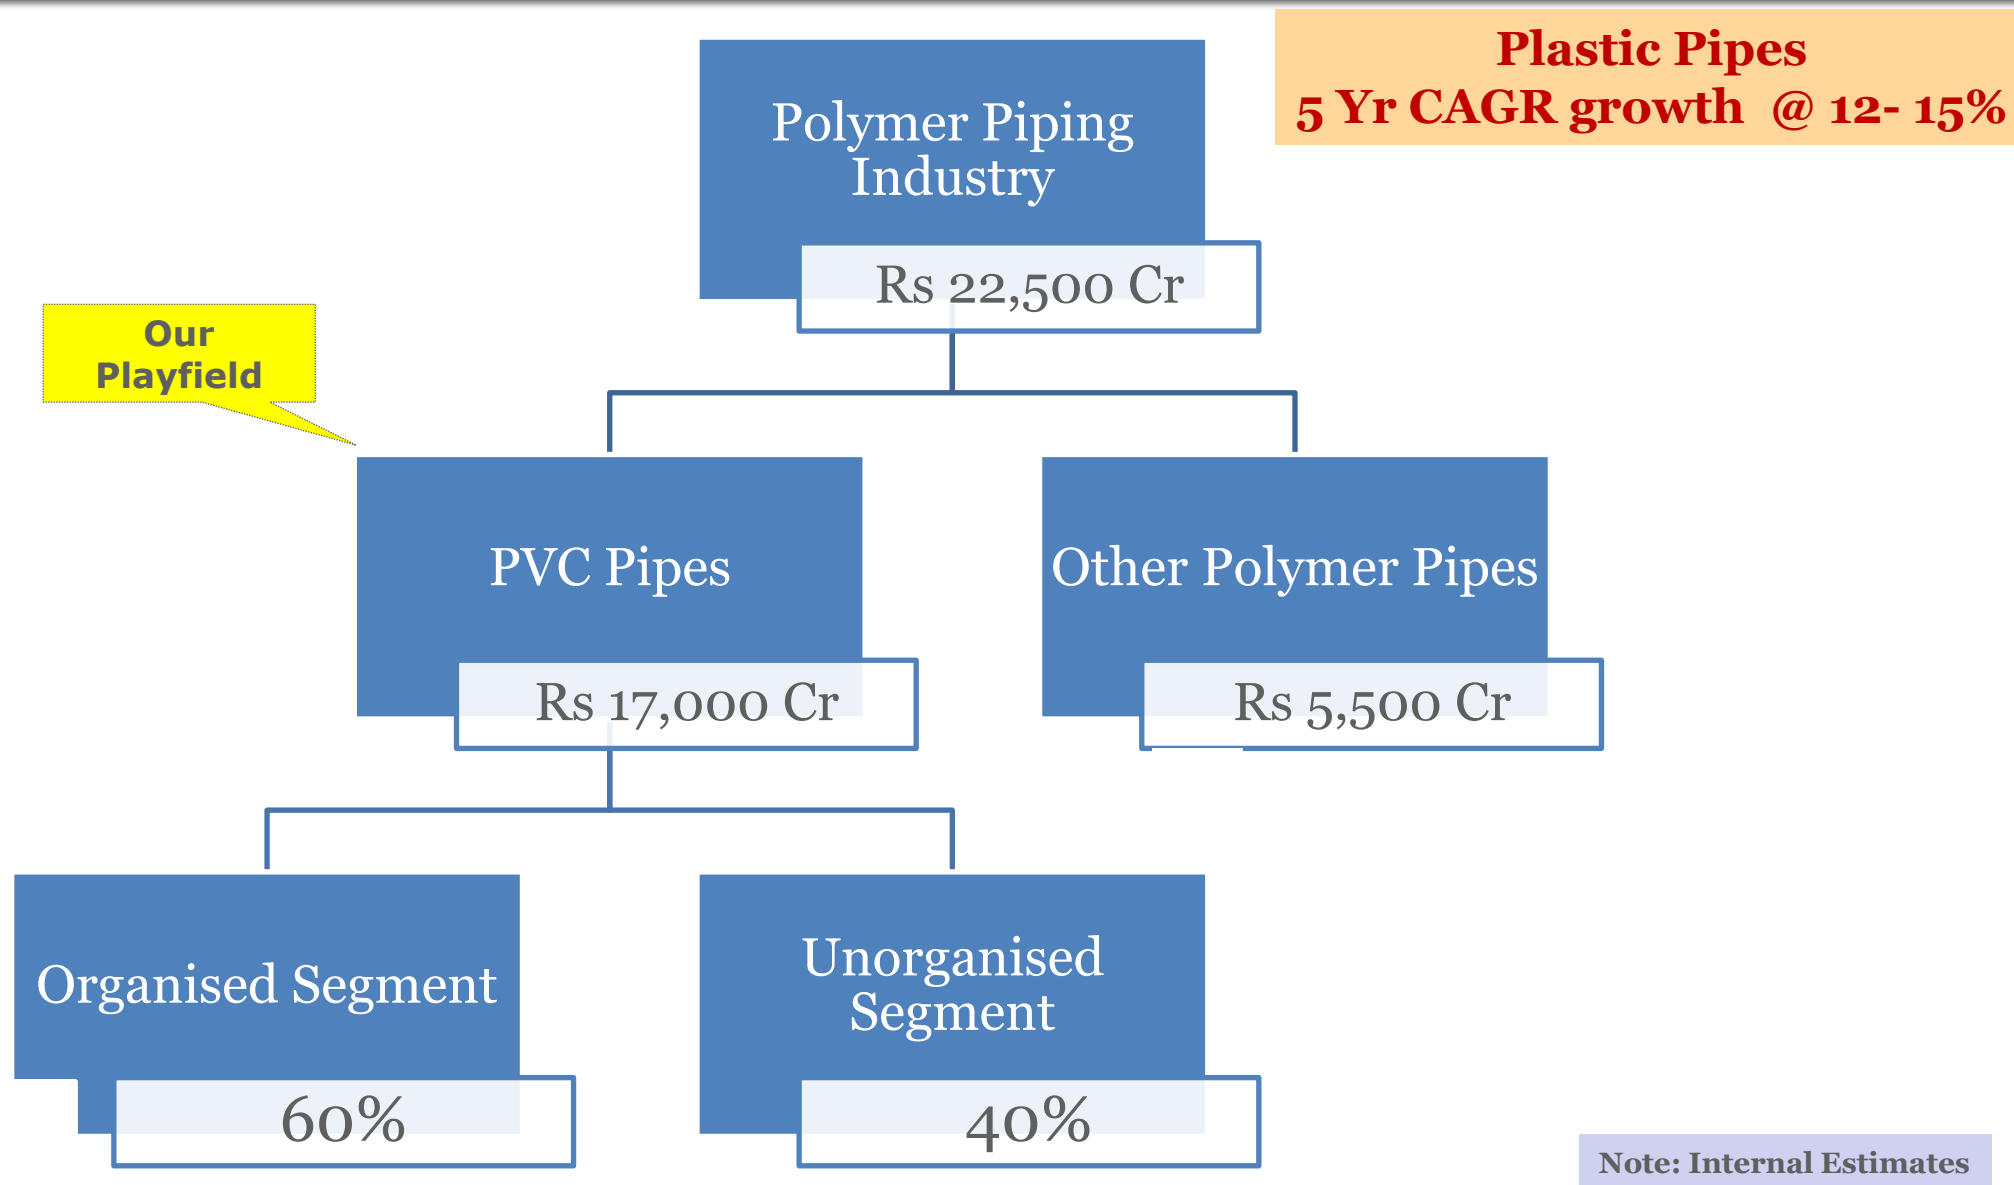 Plastic Pipes
5 Yr CAGR growth @ 12- 15%
Polymer Piping
Industry
Rs 22,500 Cr
Our
Playfield
PVC Pipes
Rs 17,000 Cr
Other Polymer Pipes
Rs 5,500 Cr
Organised Segment
60%
Unorganised
Segment
40%
Note: Internal Estimates